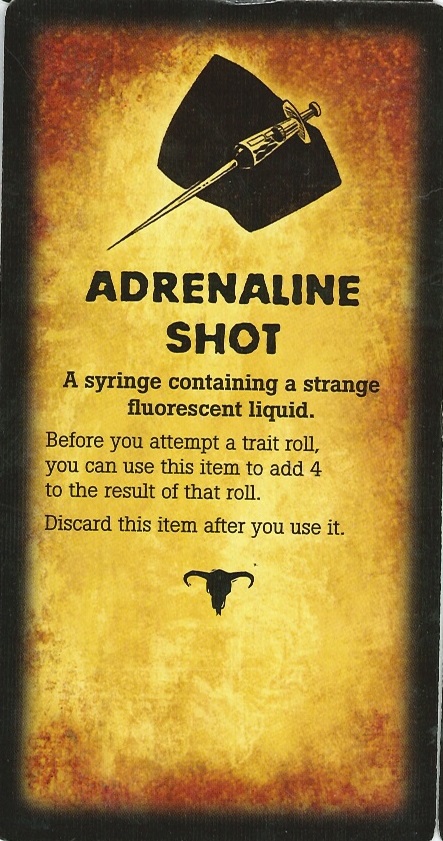 ADRENALINE
SHOT
A syringe containing a strange
fluorescent liquid.
Before you attempt a trait roll,
you can use this item to add 4
to the result of that roll.
Discard this item after you use it.